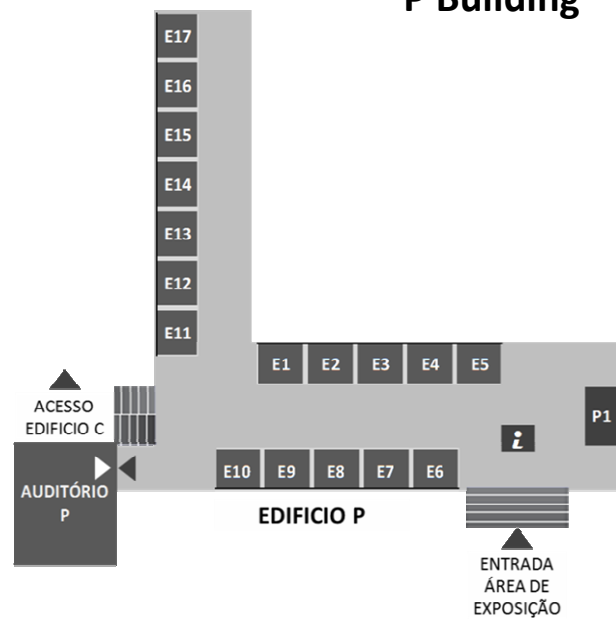 P Building
E17
E16
E15
E14
E13
E12
E11
E1 E2 E3 E4 E5
ACESSO
EDIFICIO C
P1
i
AUDITÓRIO
P
E10 E9 E8 E7 E6
EDIFICIO P
ENTRADA
ÁREA DE
EXPOSIÇÃO